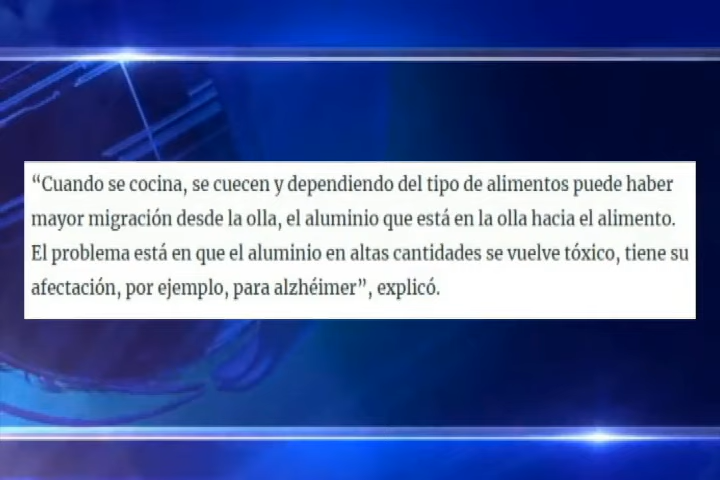 “Cuando se cocina, se cuecen y dependiendo del tipo de alimentos puede haber
mayor migración desde la olla, el aluminio que está en la olla hacia el alimento.
El problema está en que el aluminio en altas cantidades se vuelve tóxico, tiene su
afectación, por ejemplo, para alzhéimer”, explicó.